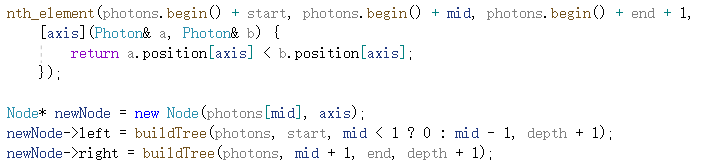 nth_element(photons.begin() + start, photons.begin() + mid, photons.begin() + end + 1,
    [axis](Photon& a, Photon& b) {
        return a.position[axis] < b.position[axis];
    });

Node* newNode = new Node(photons[mid], axis);
newNode->left = buildTree(photons, start, mid < 1 ? 0 : mid - 1, depth + 1);
newNode->right = buildTree(photons, mid + 1, end, depth + 1);